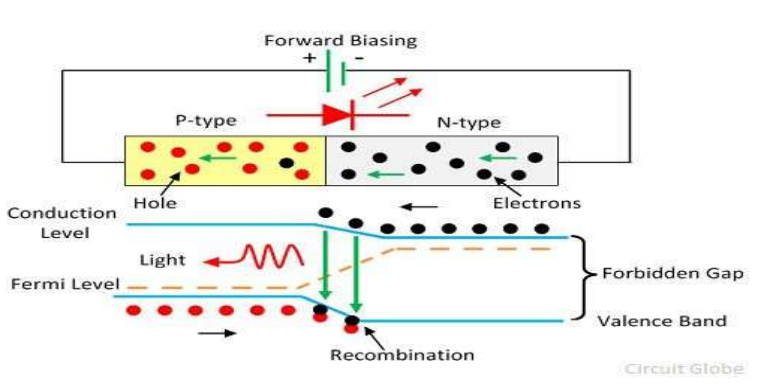 Forward Biasing
+ -
P-type
N-type
Hole
Electrons
Conduction
Level
Light
Fermi Level
Forbidden Gap
Valence Band
Recombination
Circuit Globe